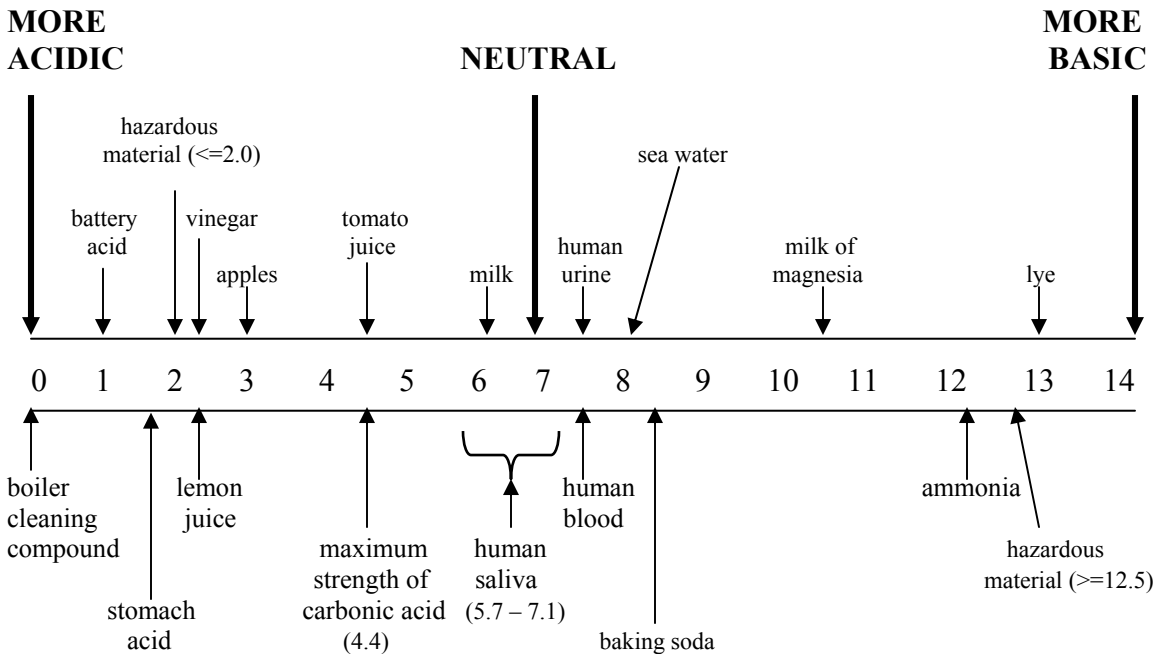 MORE
ACIDIC
NEUTRAL
MORE
BASIC
hazardous
material (<=2.0)
sea water
battery
acid
vinegar
apples
tomato
juice
milk
human
urine
milk of
magnesia
lye
0 1 2 3 4 5 6 7 8 9 10 11 12 13 14
boiler
cleaning
compound
stomach
acid
lemon
juice
maximum
strength of
carbonic acid
(4.4)
human
saliva
(5.7 – 7.1)
human
blood
baking soda
ammonia
hazardous
material (>=12.5)